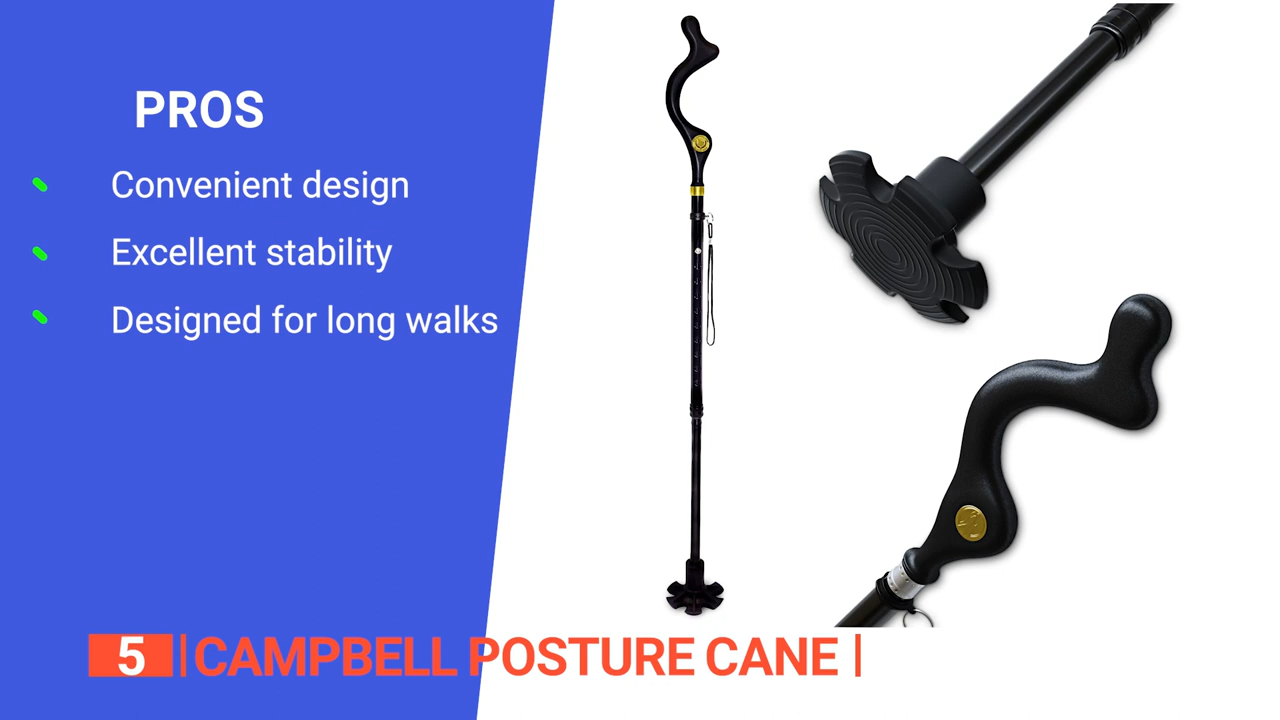 PROS
Convenient design
Excellent stability
Designed for long walks
5 | CAMPBELL POSTURE CANE |